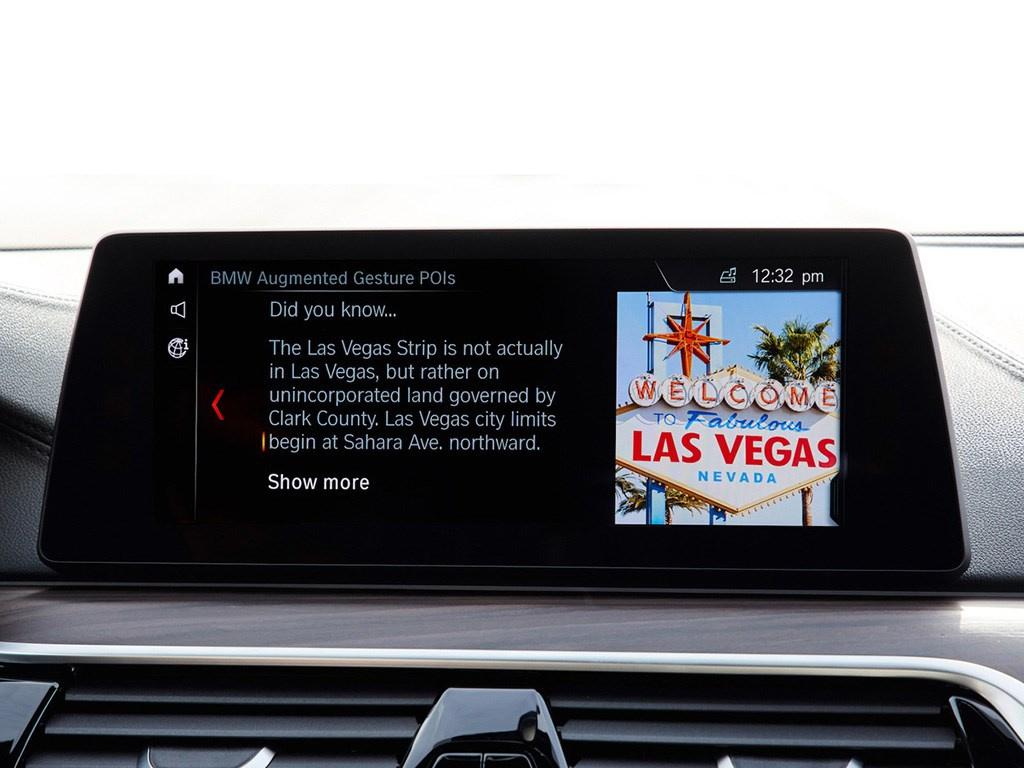 BMW Augmented Gesture POIs
12:32 pm
Did you know...
The Las Vegas Strip is not actually
in Las Vegas, but rather on
unincorporated land governed by
Clark County. Las Vegas city limits
begin at Sahara Ave. northward.
Show more
WELCOME
TO Fabulous
LAS VEGAS
NEVADA